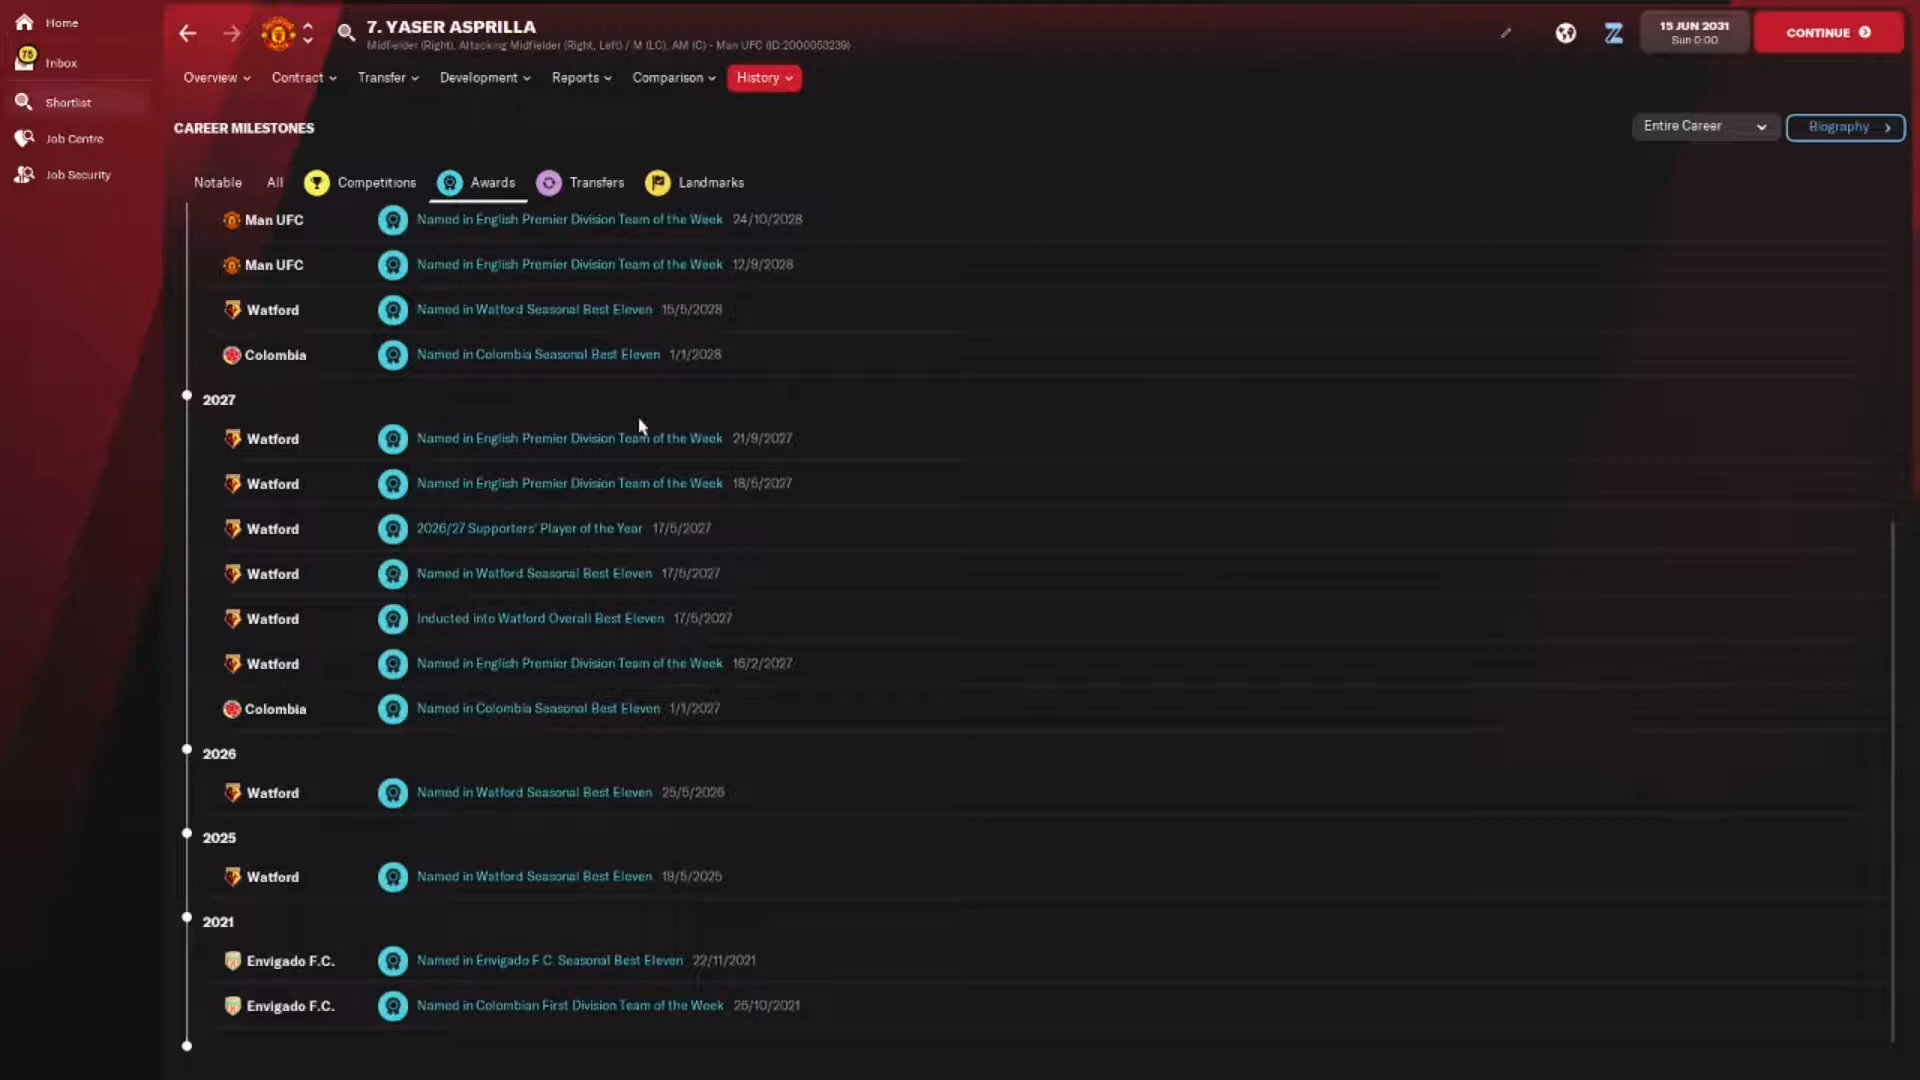 Home
75
Inbox
Shortlist
Job Centre
Job Security
7. YASER ASPRILLA
Midfielder (Right), Attacking Midfielder (Right, Left) / M (LC), AM (C) - Man UFC (ID:2000053239)
15 JUN 2031
Sun 0:00
CONTINUE
Overview
Contract
Transfer
Development
Reports
Comparison
History
CAREER MILESTONES
Entire Career
Biography
Notable
All
Competitions
Awards
Transfers
Landmarks
Man UFC Named in English Premier Division Team of the Week 24/10/2028
Man UFC Named in English Premier Division Team of the Week 12/9/2028
Watford Named in Watford Seasonal Best Eleven 15/5/2028
Colombia Named in Colombia Seasonal Best Eleven 1/1/2028
2027
Watford Named in English Premier Division Team of the Week 21/9/2027
Watford Named in English Premier Division Team of the Week 18/5/2027
Watford 2026/27 Supporters' Player of the Year 17/5/2027
Watford Named in Watford Seasonal Best Eleven 17/5/2027
Watford Inducted into Watford Overall Best Eleven 17/5/2027
Watford Named in English Premier Division Team of the Week 16/2/2027
Colombia Named in Colombia Seasonal Best Eleven 1/1/2027
2026
Watford Named in Watford Seasonal Best Eleven 25/5/2026
2025
Watford Named in Watford Seasonal Best Eleven 19/5/2025
2021
Envigado F.C. Named in Envigado F.C. Seasonal Best Eleven 22/11/2021
Envigado F.C. Named in Colombian First Division Team of the Week 26/10/2021